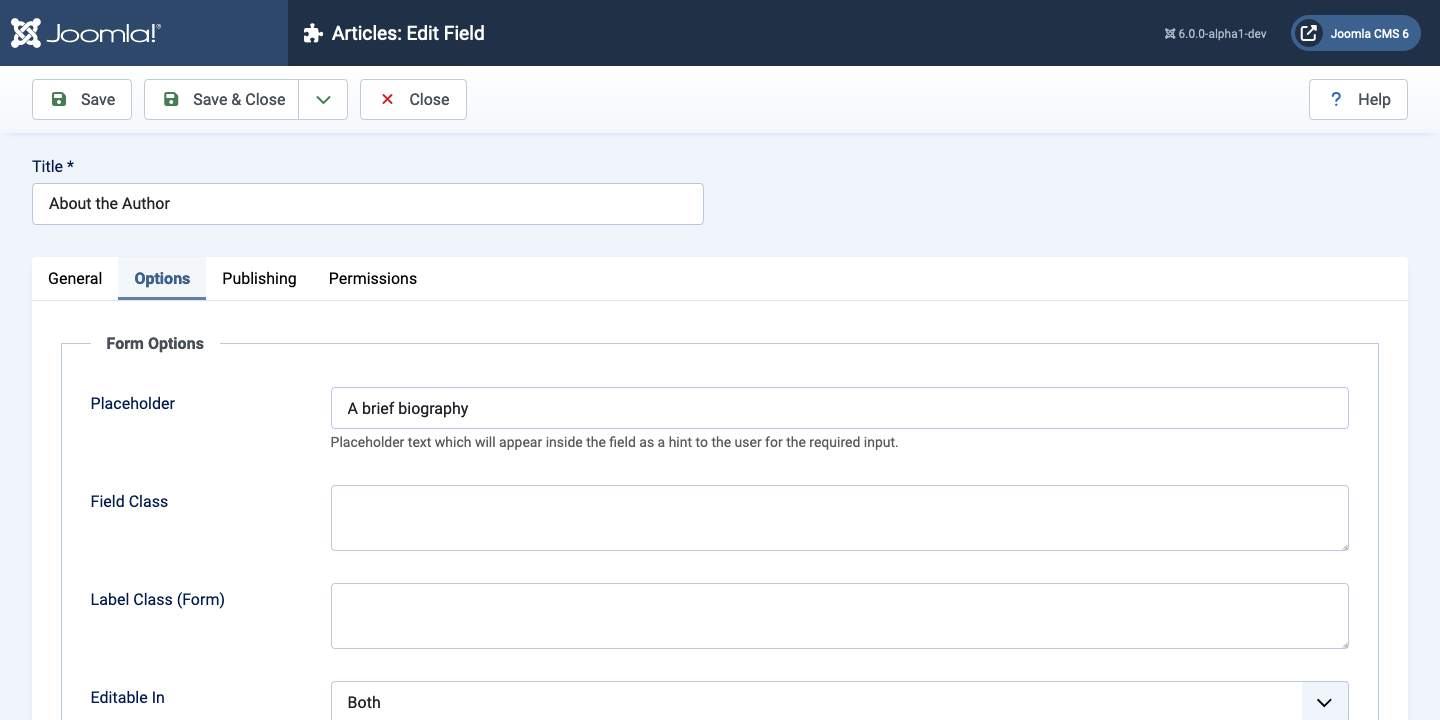 Joomla!®
Articles: Edit Field
6.0.0-alpha1-dev
Joomla CMS 6
Save
Save & Close
Close
? Help
Title *
About the Author
General Options Publishing Permissions
Form Options
Placeholder
A brief biography
Placeholder text which will appear inside the field as a hint to the user for the required input.
Field Class
Label Class (Form)
Editable In
Both